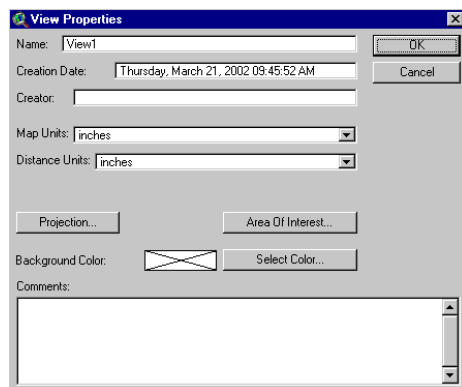 View Properties
Name: View1
OK
Creation Date: Thursday, March 21, 2002 09:45:52 AM
Cancel
Creator:
Map Units: inches
Distance Units: inches
Projection...
Area Of Interest...
Background Color:
Select Color...
Comments: